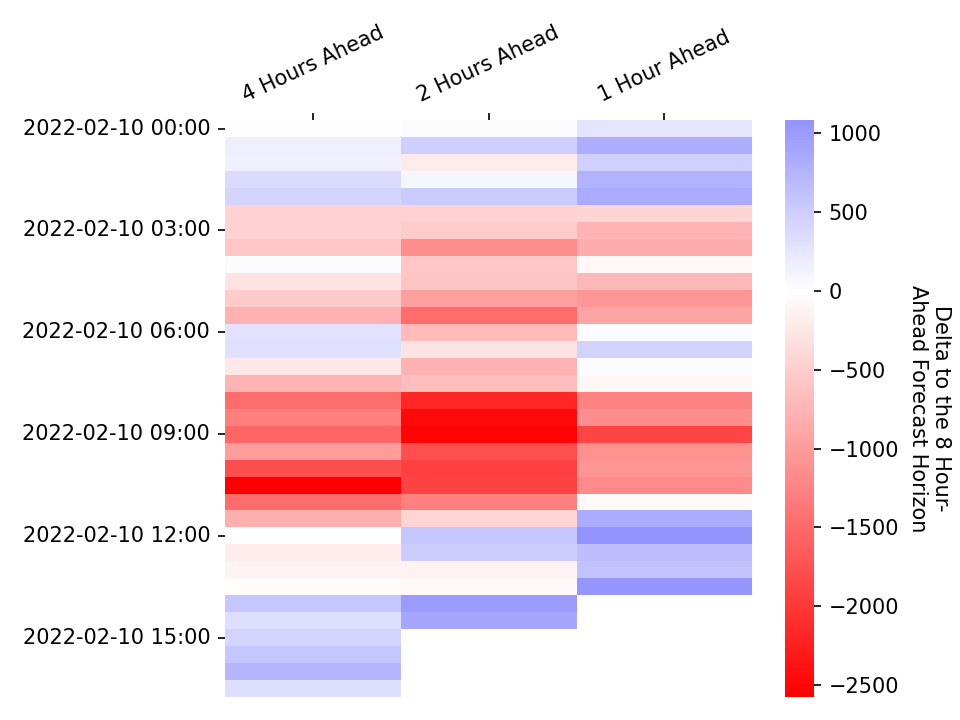 4 Hours Ahead
2 Hours Ahead
1 Hour Ahead
2022-02-10 00:00
2022-02-10 03:00
2022-02-10 06:00
2022-02-10 09:00
2022-02-10 12:00
2022-02-10 15:00
1000
500
0
−500
−1000
−1500
−2000
−2500
Delta to the 8 Hour-
Ahead Forecast Horizon